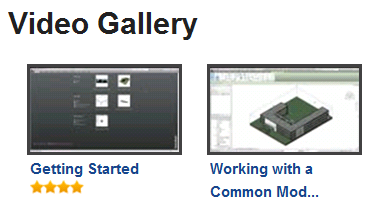 Video Gallery
Getting Started
Working with a
Common Mod...